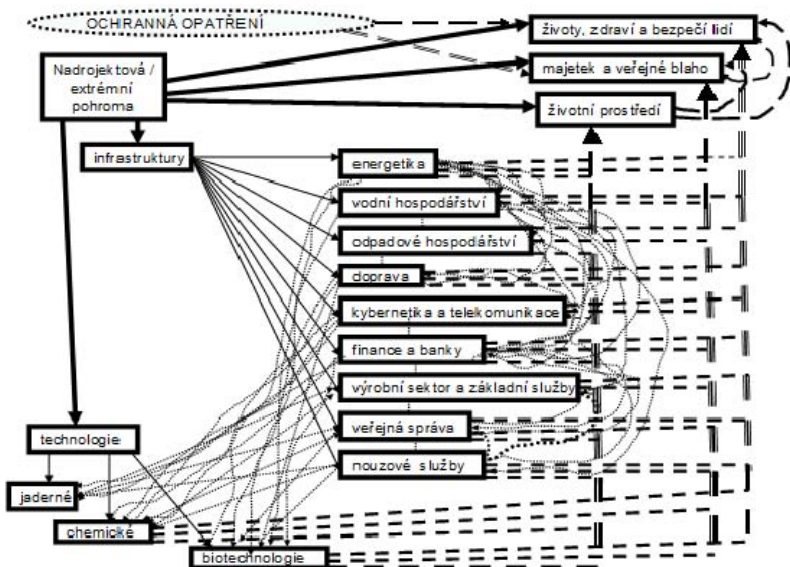 OCHRANNÁ OPATŘENÍ
životy, zdraví a bezpečí lidí
Nadrojektová /
extrémní
pohroma
majetek a veřejné blaho
životní prostředí
infrastruktury
energetika
vodní hospodářství
odpadové hospodářství
doprava
kybernetika a telekomunikace
finance a banky
výrobní sektor a základní služby
veřejná správa
technologie
nouzové služby
jaderné
chemické
biotechnologie